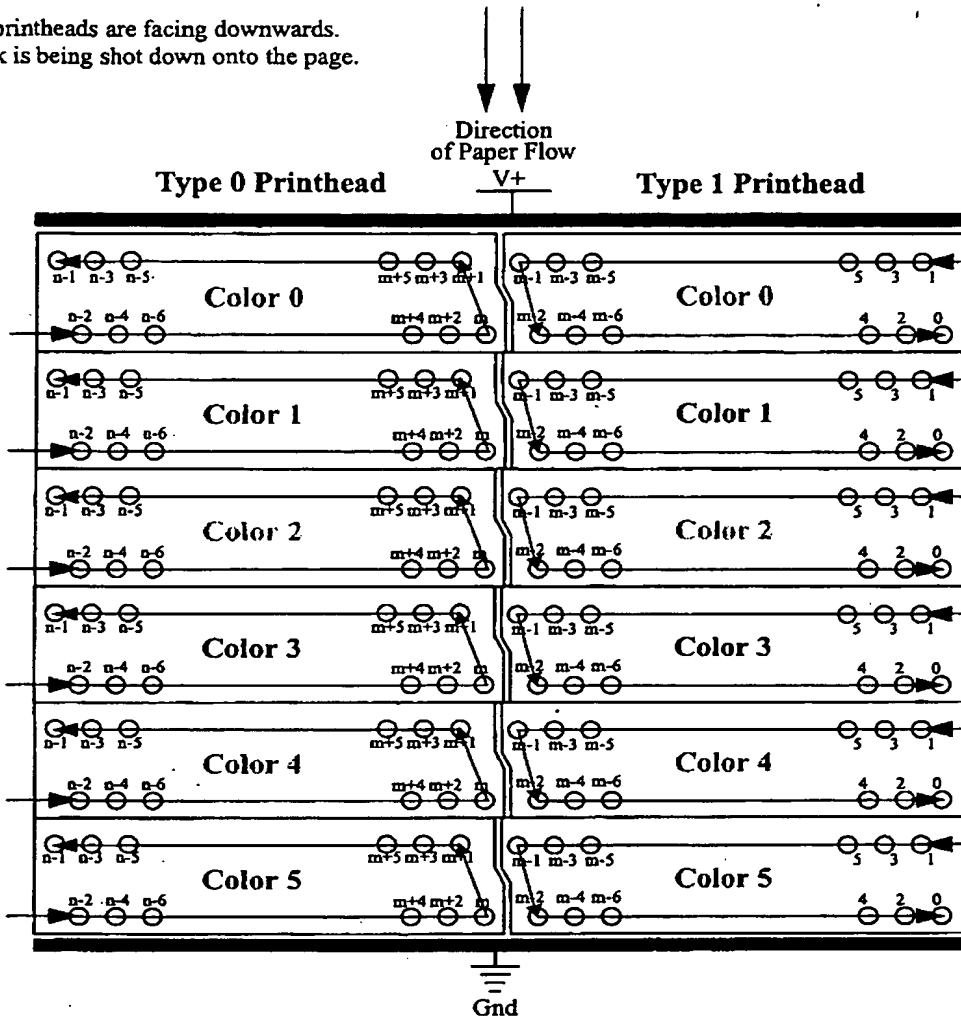 printheads are facing downwards.
k is being shot down onto the page.
Direction
of Paper Flow
Type 0 Printhead V+ Type 1 Printhead
n-1 n-3 n-5 m+5 m+3 m+1 m-1 m-3 m-5 5 3 1
Color 0 Color 0
n-2 n-4 n-6 m+4 m+2 m m-2 m-4 m-6 4 2 0
n-1 n-3 n-5 m+5 m+3 m+1 m-1 m-3 m-5 5 3 1
Color 1 Color 1
n-2 n-4 n-6 m+4 m+2 m m-2 m-4 m-6 4 2 0
n-1 n-3 n-5 m+5 m+3 m+1 m-1 m-3 m-5 5 3 1
Color 2 Color 2
n-2 n-4 n-6 m+4 m+2 m m-2 m-4 m-6 4 2 0
n-1 n-3 n-5 m+5 m+3 m+1 m-1 m-3 m-5 5 3 1
Color 3 Color 3
n-2 n-4 n-6 m+4 m+2 m m-2 m-4 m-6 4 2 0
n-1 n-3 n-5 m+5 m+3 m+1 m-1 m-3 m-5 5 3 1
Color 4 Color 4
n-2 n-4 n-6 m+4 m+2 m m-2 m-4 m-6 4 2 0
n-1 n-3 n-5 m+5 m+3 m+1 m-1 m-3 m-5 5 3 1
Color 5 Color 5
n-2 n-4 n-6 m+4 m+2 m m-2 m-4 m-6 4 2 0
Gnd